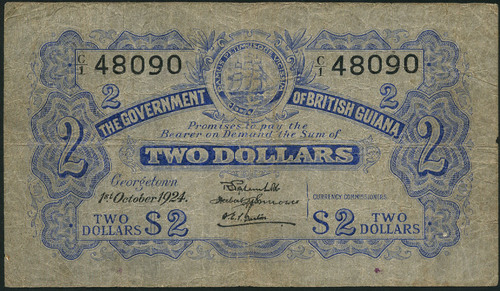 C/1 48090 C/1 48090
2 2
THE GOVERNMENT OF BRITISH GUIANA
Promises to pay the
Bearer on Demand the Sum of
2 TWO DOLLARS 2
Georgetown
1st October 1924.
CURRENCY COMMISSIONERS.
TWO DOLLARS $2 $2 TWO DOLLARS